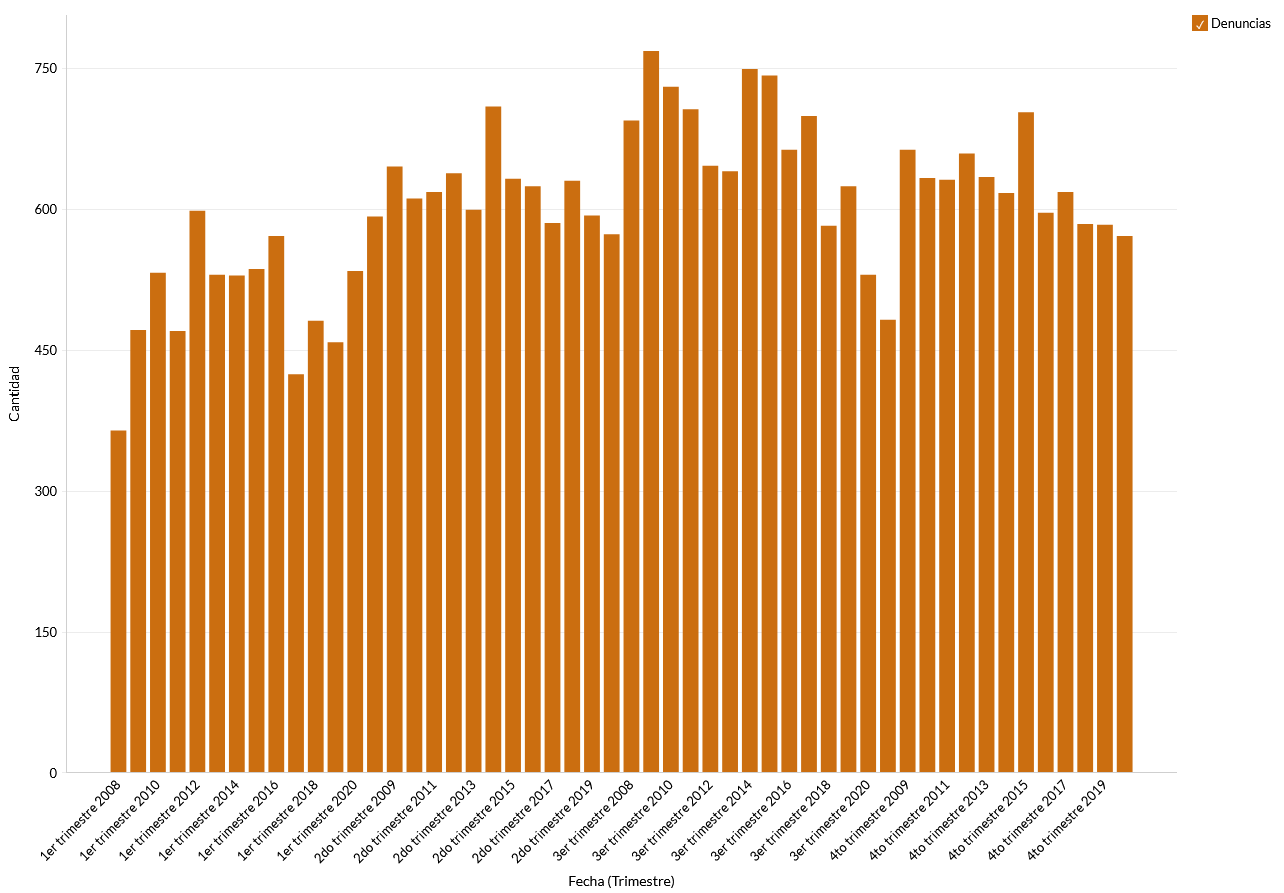 Denuncias
750
600
450
300
150
0
Cantidad
1er trimestre 2008
1er trimestre 2010
1er trimestre 2012
1er trimestre 2014
1er trimestre 2016
1er trimestre 2018
1er trimestre 2020
2do trimestre 2009
2do trimestre 2011
2do trimestre 2013
2do trimestre 2015
2do trimestre 2017
2do trimestre 2019
3er trimestre 2008
3er trimestre 2010
3er trimestre 2012
3er trimestre 2014
3er trimestre 2016
3er trimestre 2018
3er trimestre 2020
4to trimestre 2009
4to trimestre 2011
4to trimestre 2013
4to trimestre 2015
4to trimestre 2017
4to trimestre 2019
Fecha (Trimestre)